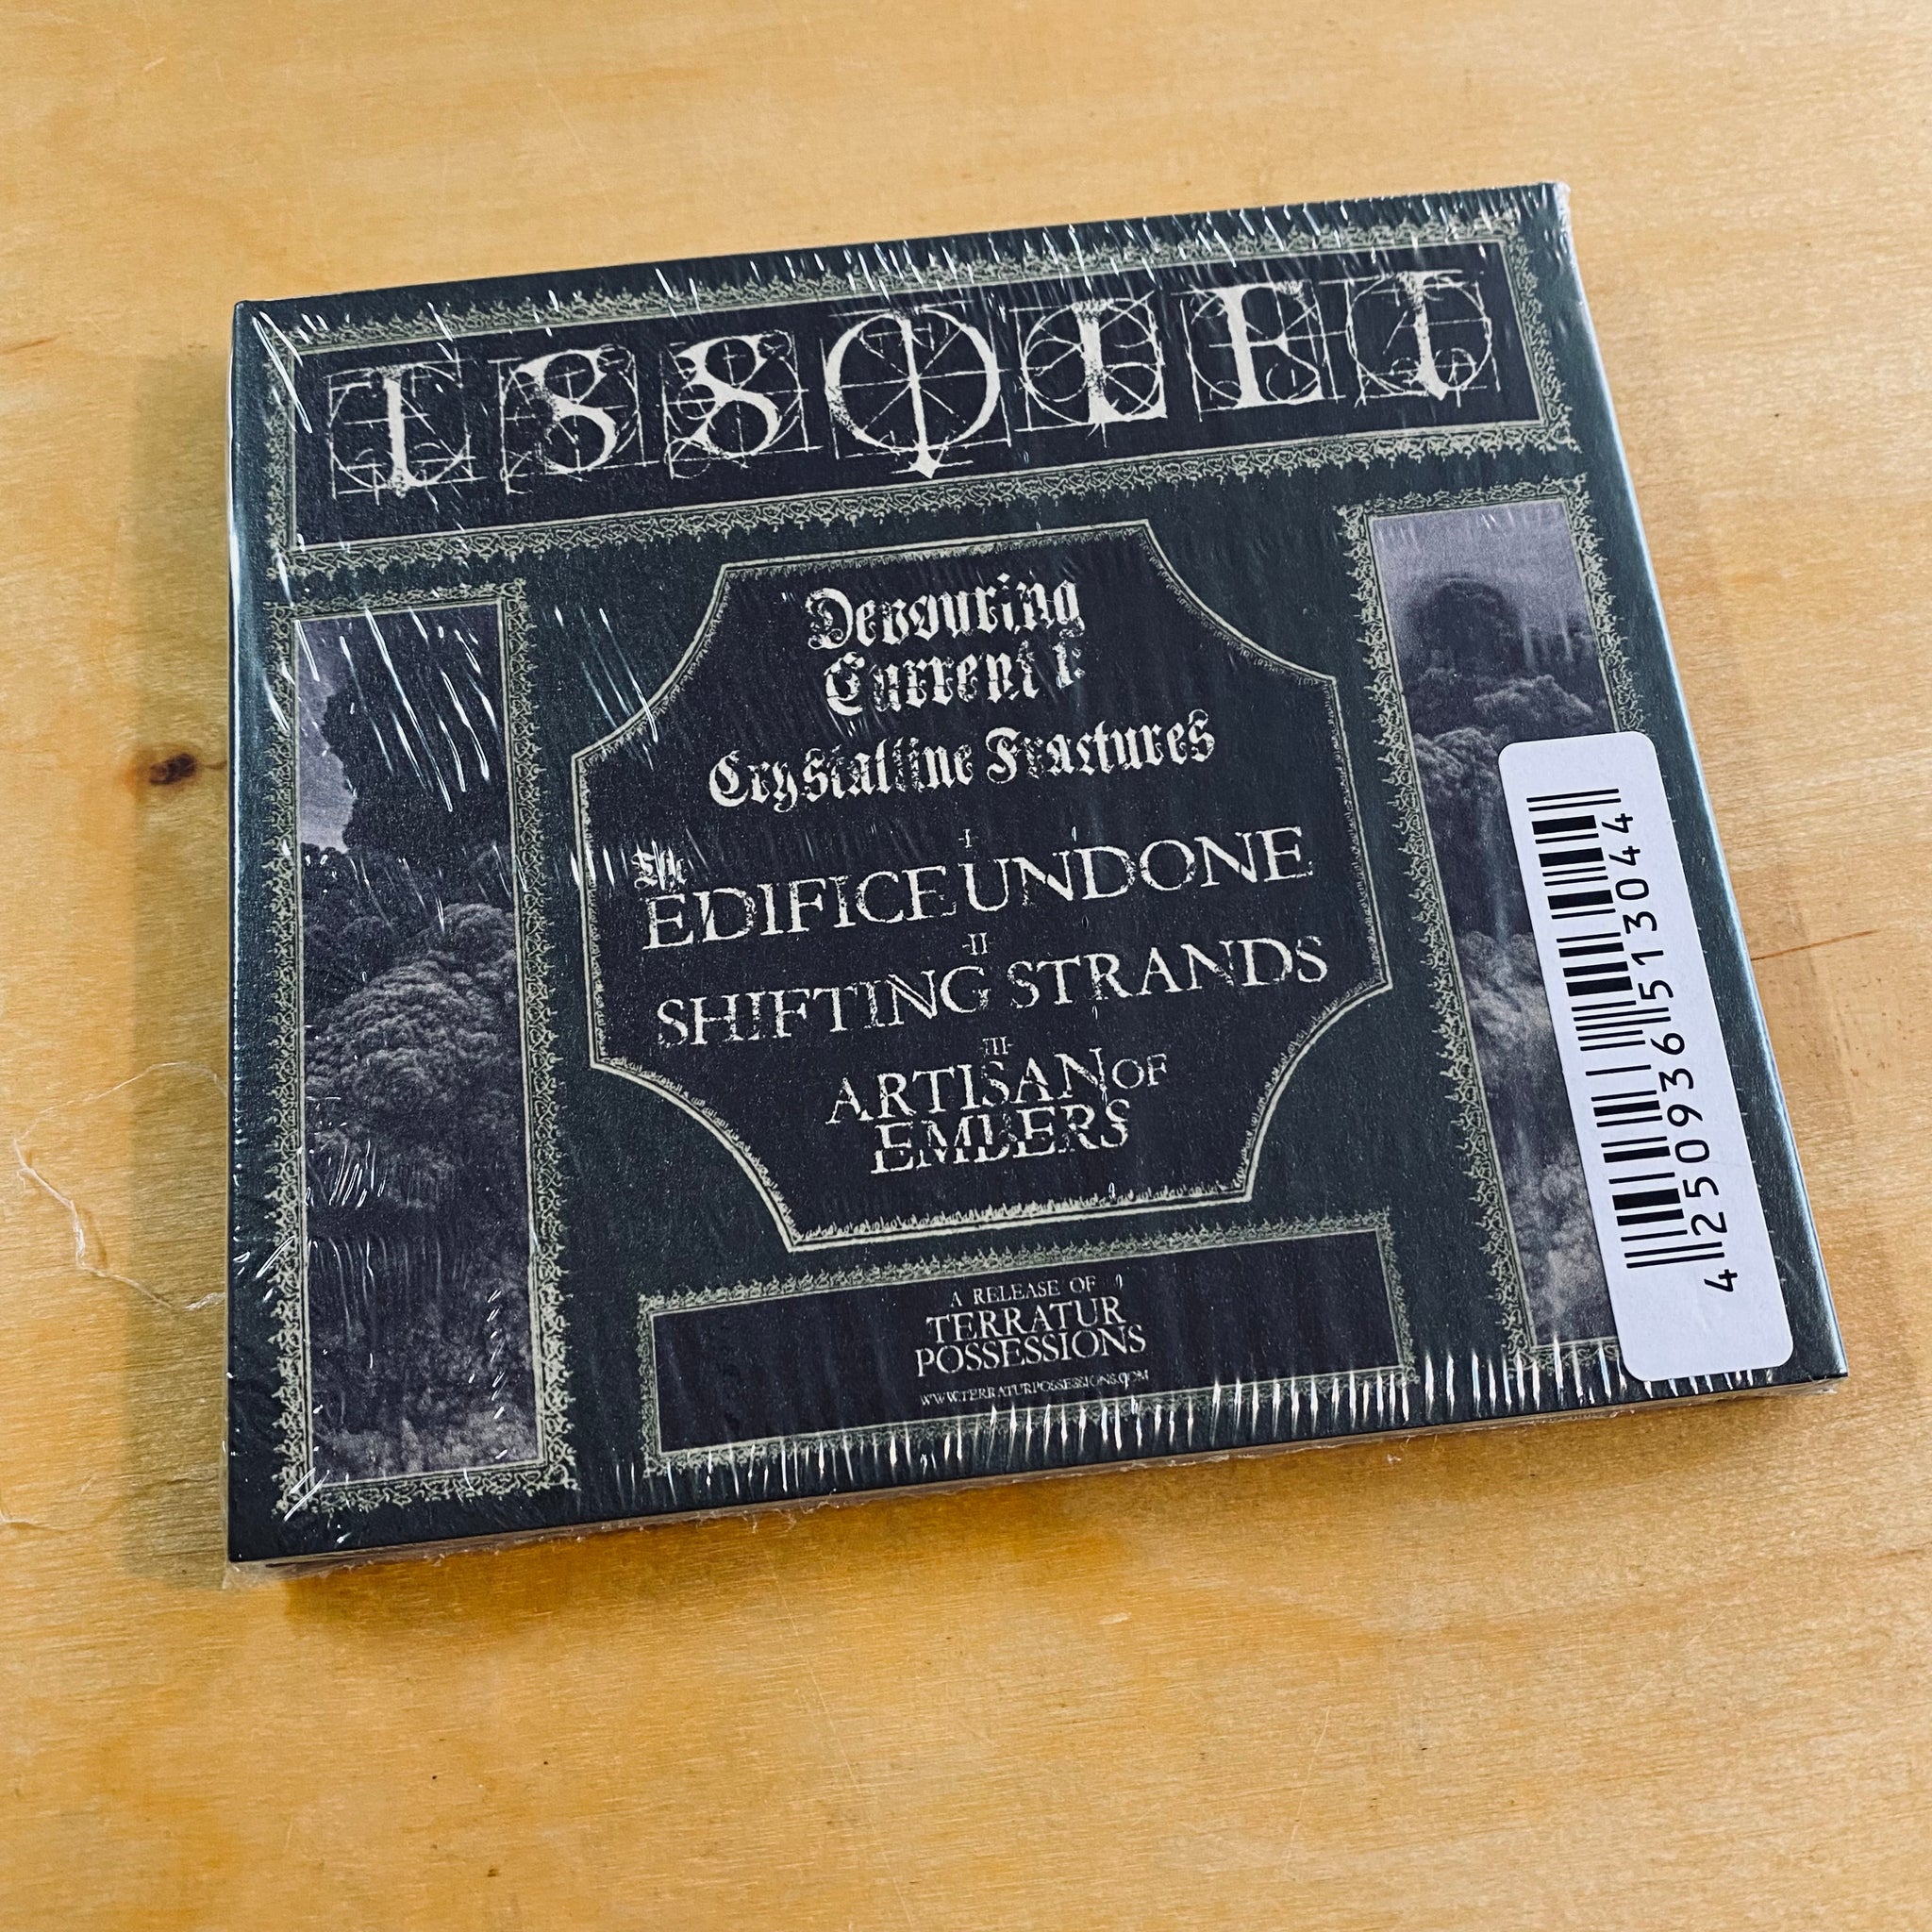 ISSOLEI
Devouring
Current I:
Crystalline Fractures
I
The
EDIFICE UNDONE
II
SHIFTING STRANDS
III
ARTISAN OF
EMBERS
A RELEASE OF
TERRATUR
POSSESSIONS
WWW.TERRATURPOSSESSIONS.COM
4 250936 513044